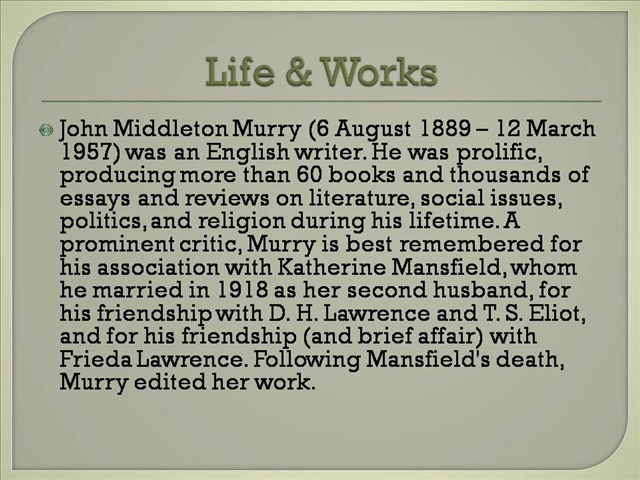 Life & Works
John Middleton Murry (6 August 1889 – 12 March
1957) was an English writer. He was prolific,
producing more than 60 books and thousands of
essays and reviews on literature, social issues,
politics, and religion during his lifetime. A
prominent critic, Murry is best remembered for
his association with Katherine Mansfield, whom
he married in 1918 as her second husband, for
his friendship with D. H. Lawrence and T. S. Eliot,
and for his friendship (and brief affair) with
Frieda Lawrence. Following Mansfield's death,
Murry edited her work.